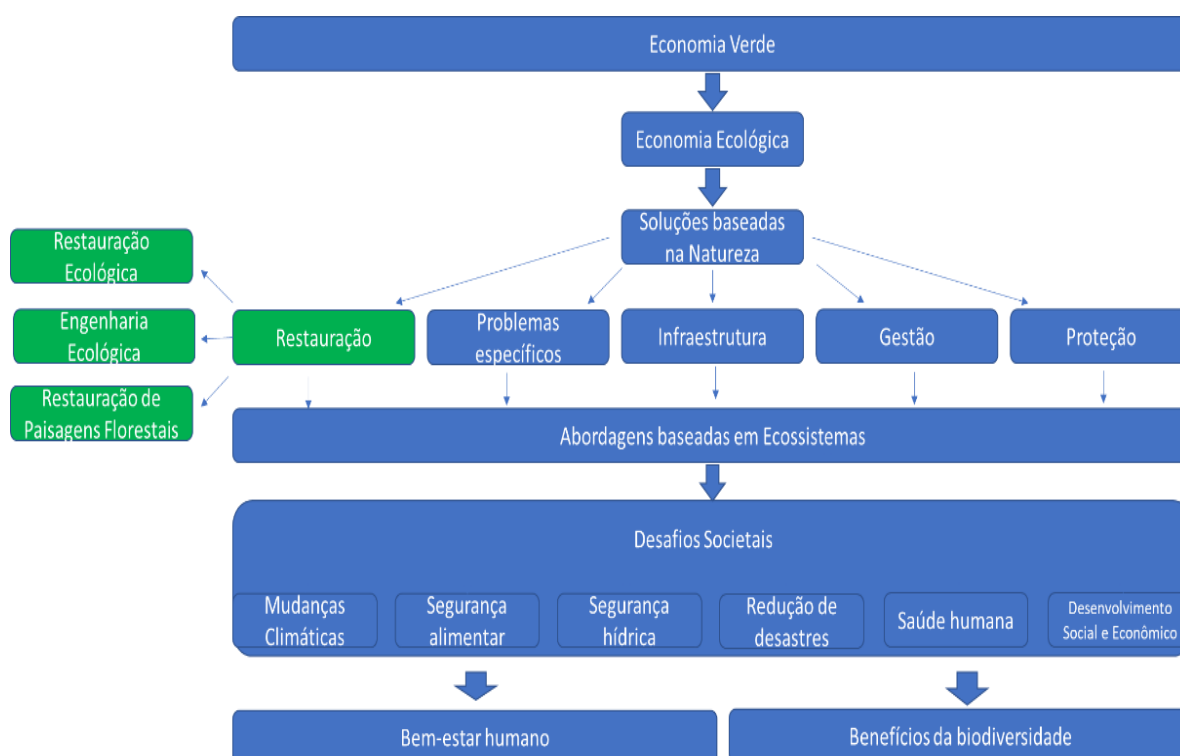 Economia Verde
Economia Ecológica
Soluções baseadas
na Natureza
Restauração
Ecológica
Engenharia
Ecológica
Restauração de
Paisagens Florestais
Restauração
Problemas
específicos
Infraestrutura
Gestão
Proteção
Abordagens baseadas em Ecossistemas
Desafios Societais
Mudanças
Climáticas
Segurança
alimentar
Segurança
hídrica
Redução de
desastres
Saúde humana
Desenvolvimento
Social e Econômico
Bem-estar humano
Benefícios da biodiversidade